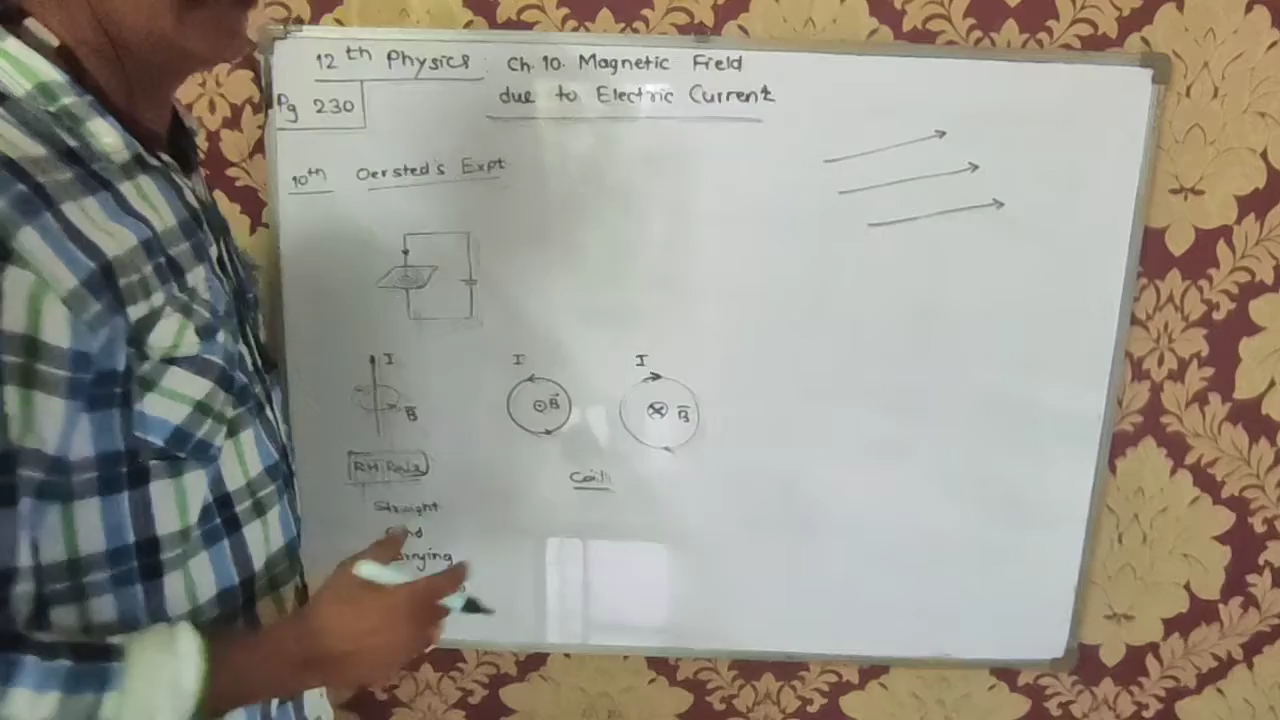 12th Physics : Ch. 10. Magnetic Field
due to Electric Current
Pg 230
10th Oersted's Expt
I
B
I
B
I
B
RH Rule
Coil
Straight